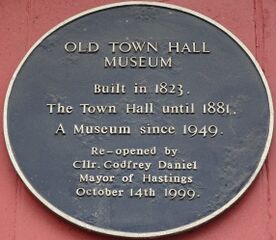 OLD TOWN HALL
MUSEUM
Built in 1823.
The Town Hall until 1881.
A Museum since 1949.
Re-opened by
Cllr. Godfrey Daniel
Mayor of Hastings
October 14th 1999.